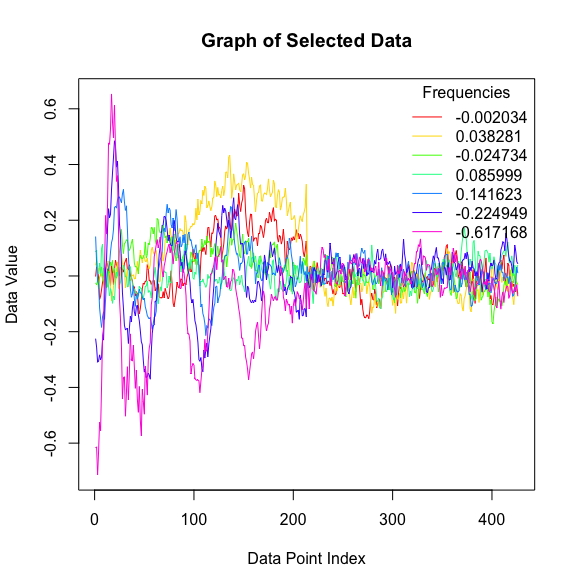 Graph of Selected Data
Frequencies
-0.002034
0.038281
-0.024734
0.085999
0.141623
-0.224949
-0.617168
Data Value
0.6
0.4
0.2
0.0
-0.2
-0.4
-0.6
0 100 200 300 400
Data Point Index